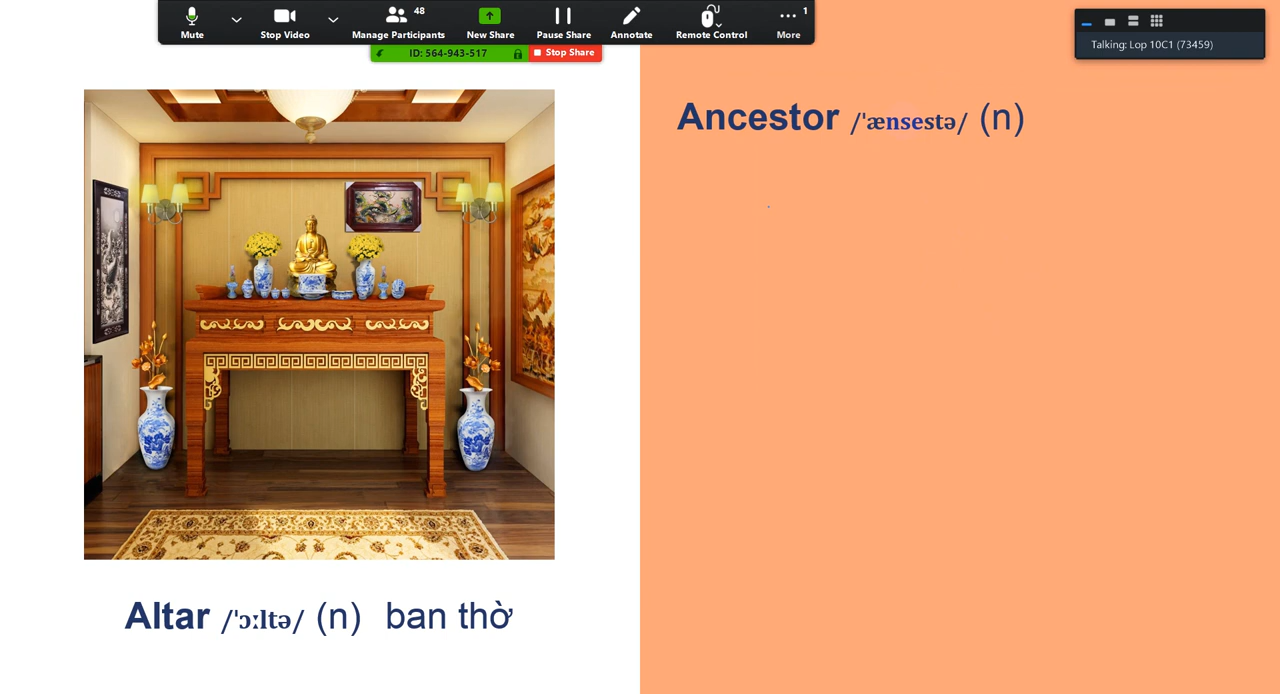 48
1
Mute
Stop Video
Manage Participants
New Share
Pause Share
Annotate
Remote Control
More
ID: 564-943-517
Stop Share
Talking: Lop 10C1 (73459)
Ancestor /ˈænsestə/ (n)
Altar /ˈɔːltə/ (n) ban thờ